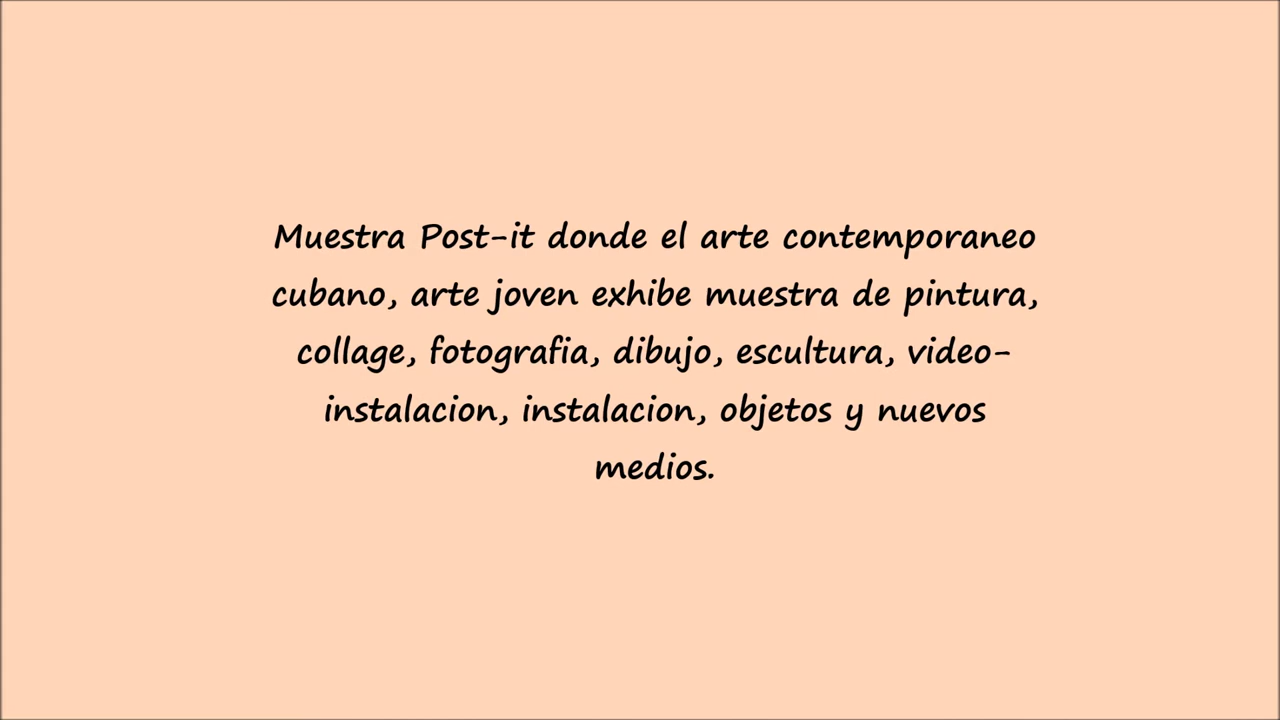 Muestra Post-it donde el arte contemporaneo
cubano, arte joven exhibe muestra de pintura,
collage, fotografia, dibujo, escultura, video-
instalacion, instalacion, objetos y nuevos
medios.